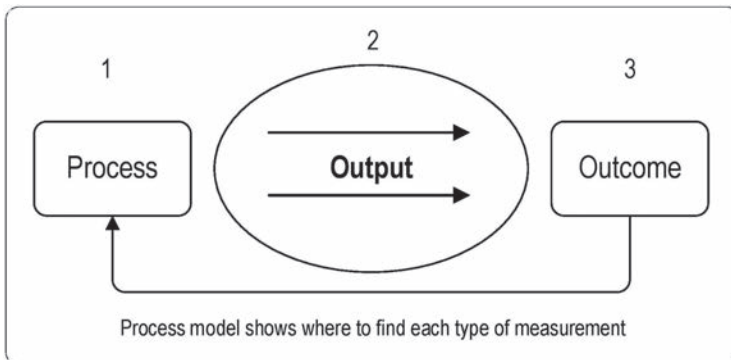 1
2
3
Process
Output
Outcome
Process model shows where to find each type of measurement